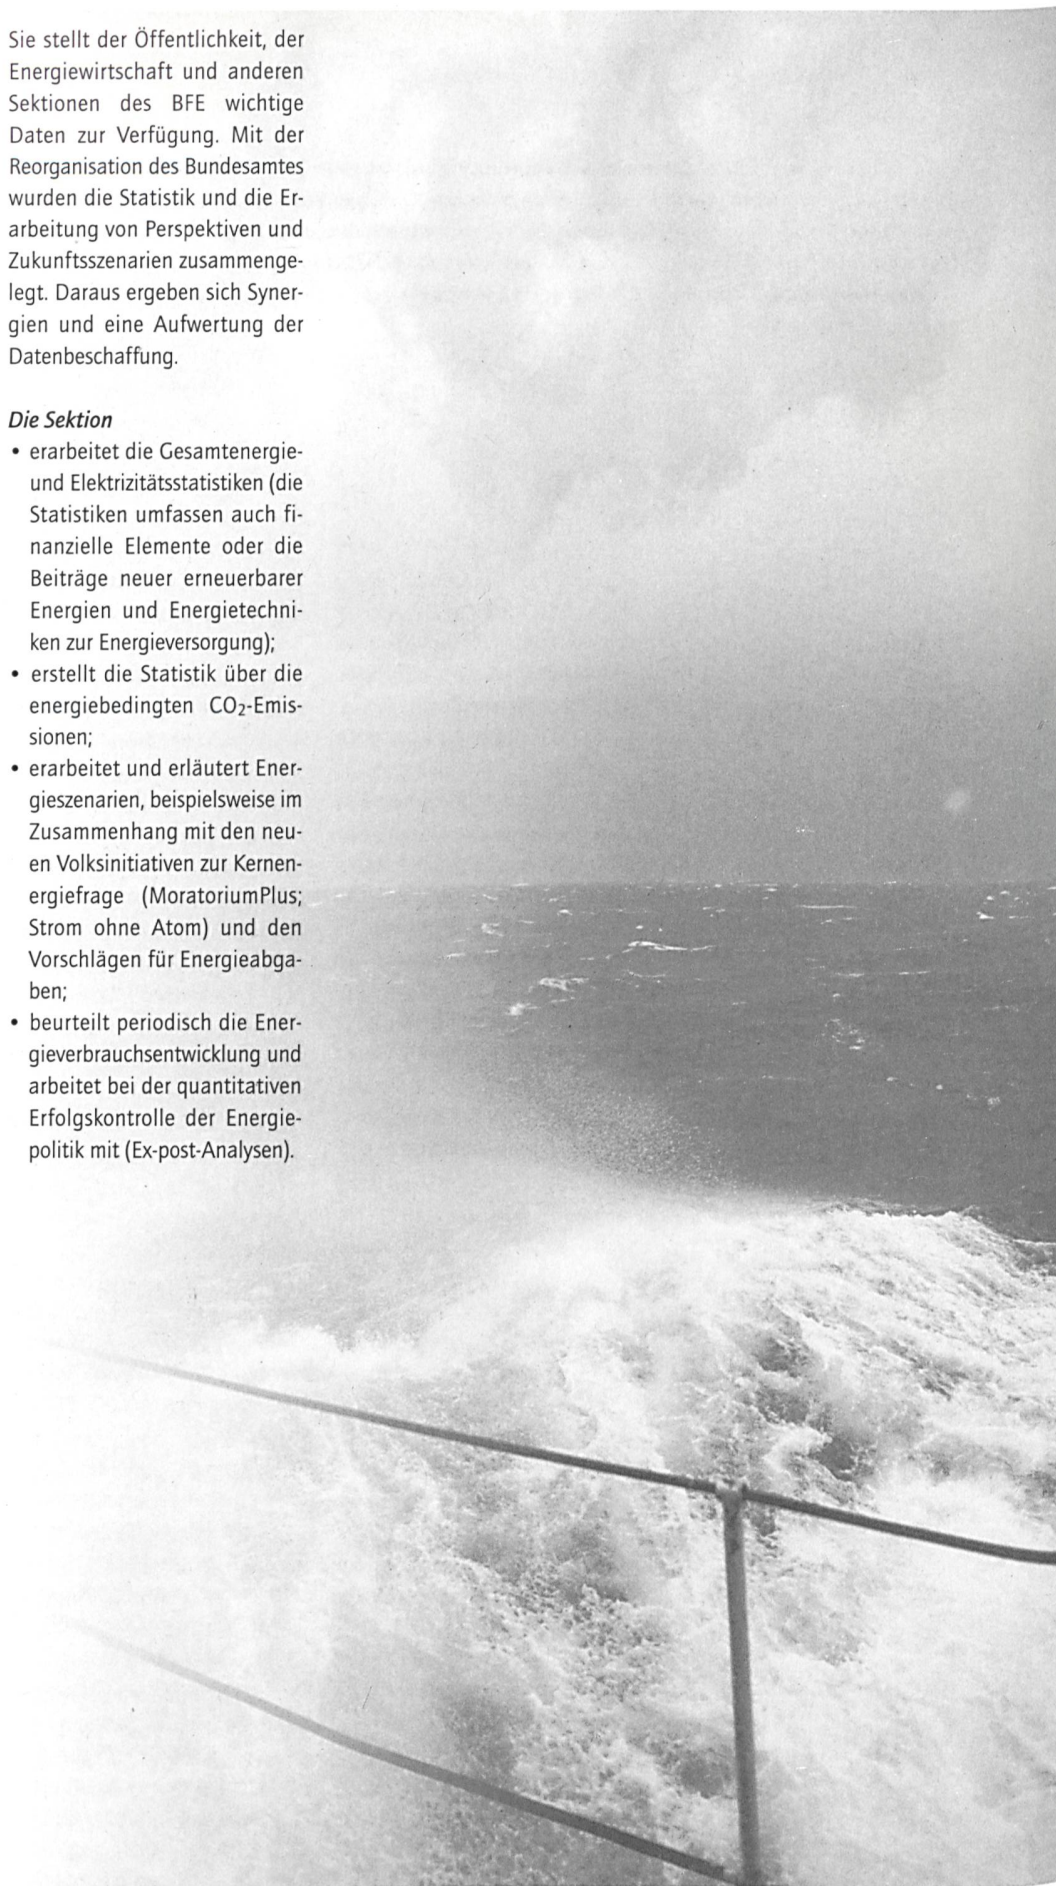 Sie stellt der Öffentlichkeit, der
Energiewirtschaft und anderen
Sektionen des BFE wichtige
Daten zur Verfügung. Mit der
Reorganisation des Bundesamtes
wurden die Statistik und die Er-
arbeitung von Perspektiven und
Zukunftsszenarien zusammenge-
legt. Daraus ergeben sich Syner-
gien und eine Aufwertung der
Datenbeschaffung.
Die Sektion
• erarbeitet die Gesamtenergie-
und Elektrizitätsstatistiken (die
Statistiken umfassen auch fi-
nanzielle Elemente oder die
Beiträge neuer erneuerbarer
Energien und Energietechni-
ken zur Energieversorgung);
• erstellt die Statistik über die
energiebedingten CO₂-Emis-
sionen;
• erarbeitet und erläutert Ener-
gieszenarien, beispielsweise im
Zusammenhang mit den neu-
en Volksinitiativen zur Kernen-
ergiefrage (MoratoriumPlus;
Strom ohne Atom) und den
Vorschlägen für Energieabga-
ben;
• beurteilt periodisch die Ener-
gieverbrauchsentwicklung und
arbeitet bei der quantitativen
Erfolgskontrolle der Energie-
politik mit (Ex-post-Analysen).